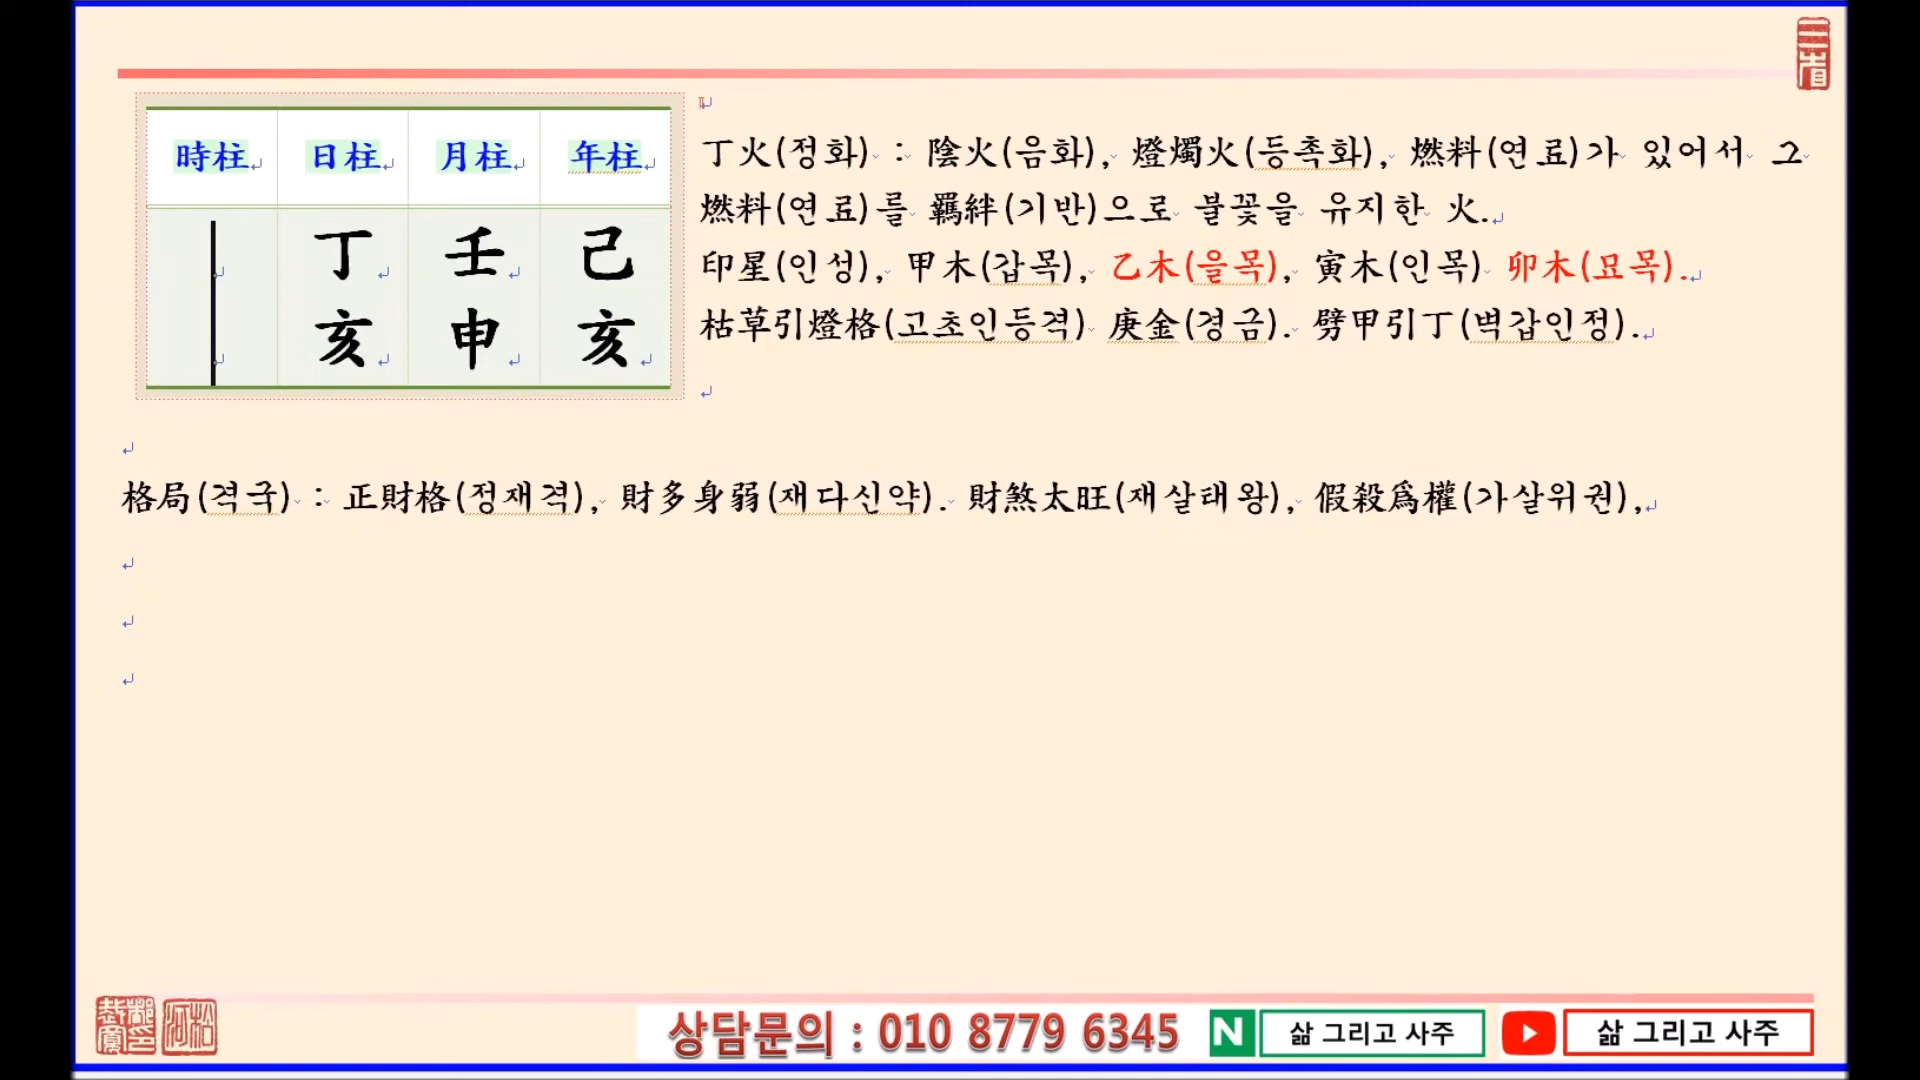 時柱 日柱 月柱 年柱
丁 壬 己
亥 申 亥
丁火(정화) : 陰火(음화), 燈燭火(등촉화), 燃料(연료)가 있어서 그
燃料(연료)를 羈絆(기반)으로 불꽃을 유지한 火.
印星(인성), 甲木(갑목), 乙木(을목), 寅木(인목) 卯木(묘목).
枯草引燈格(고초인등격) 庚金(경금). 劈甲引丁(벽갑인정).
格局(격국) : 正財格(정재격), 財多身弱(재다신약). 財煞太旺(재살태왕), 假殺爲權(가살위권),
상담문의 : 010 8779 6345 N 삶 그리고 사주 삶 그리고 사주